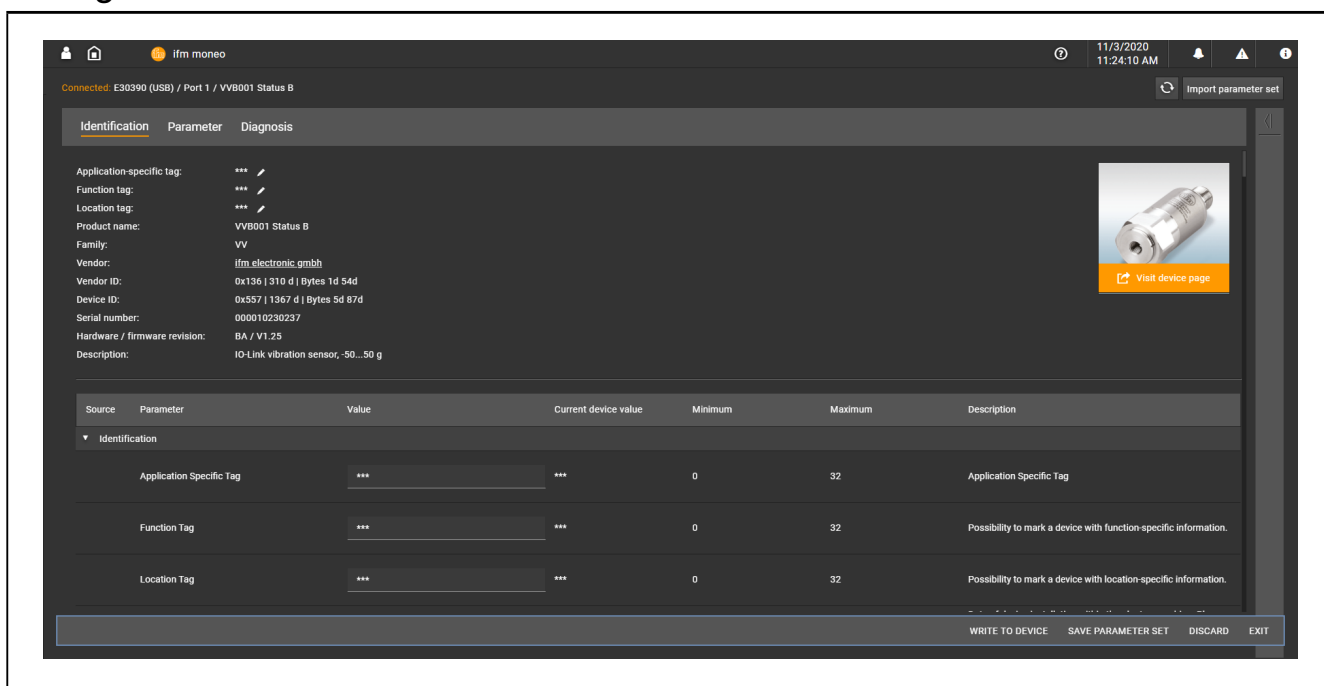 ifm moneo
11/3/2020
11:24:10 AM
Connected: E30390 (USB) / Port 1 / VVB001 Status B
Import parameter set
Identification Parameter Diagnosis
Application-specific tag: ***
Function tag: ***
Location tag: ***
Product name: VVB001 Status B
Family: VV
Vendor: ifm electronic gmbh
Vendor ID: 0x136 | 310 d | Bytes 1d 54d
Device ID: 0x557 | 1367 d | Bytes 5d 87d
Serial number: 000010230237
Hardware / firmware revision: BA / V1.25
Description: IO-Link vibration sensor, -50...50 g
Visit device page
Source Parameter Value Current device value Minimum Maximum Description
Identification
Application Specific Tag *** *** 0 32 Application Specific Tag
Function Tag *** *** 0 32 Possibility to mark a device with function-specific information.
Location Tag *** *** 0 32 Possibility to mark a device with location-specific information.
WRITE TO DEVICE SAVE PARAMETER SET DISCARD EXIT